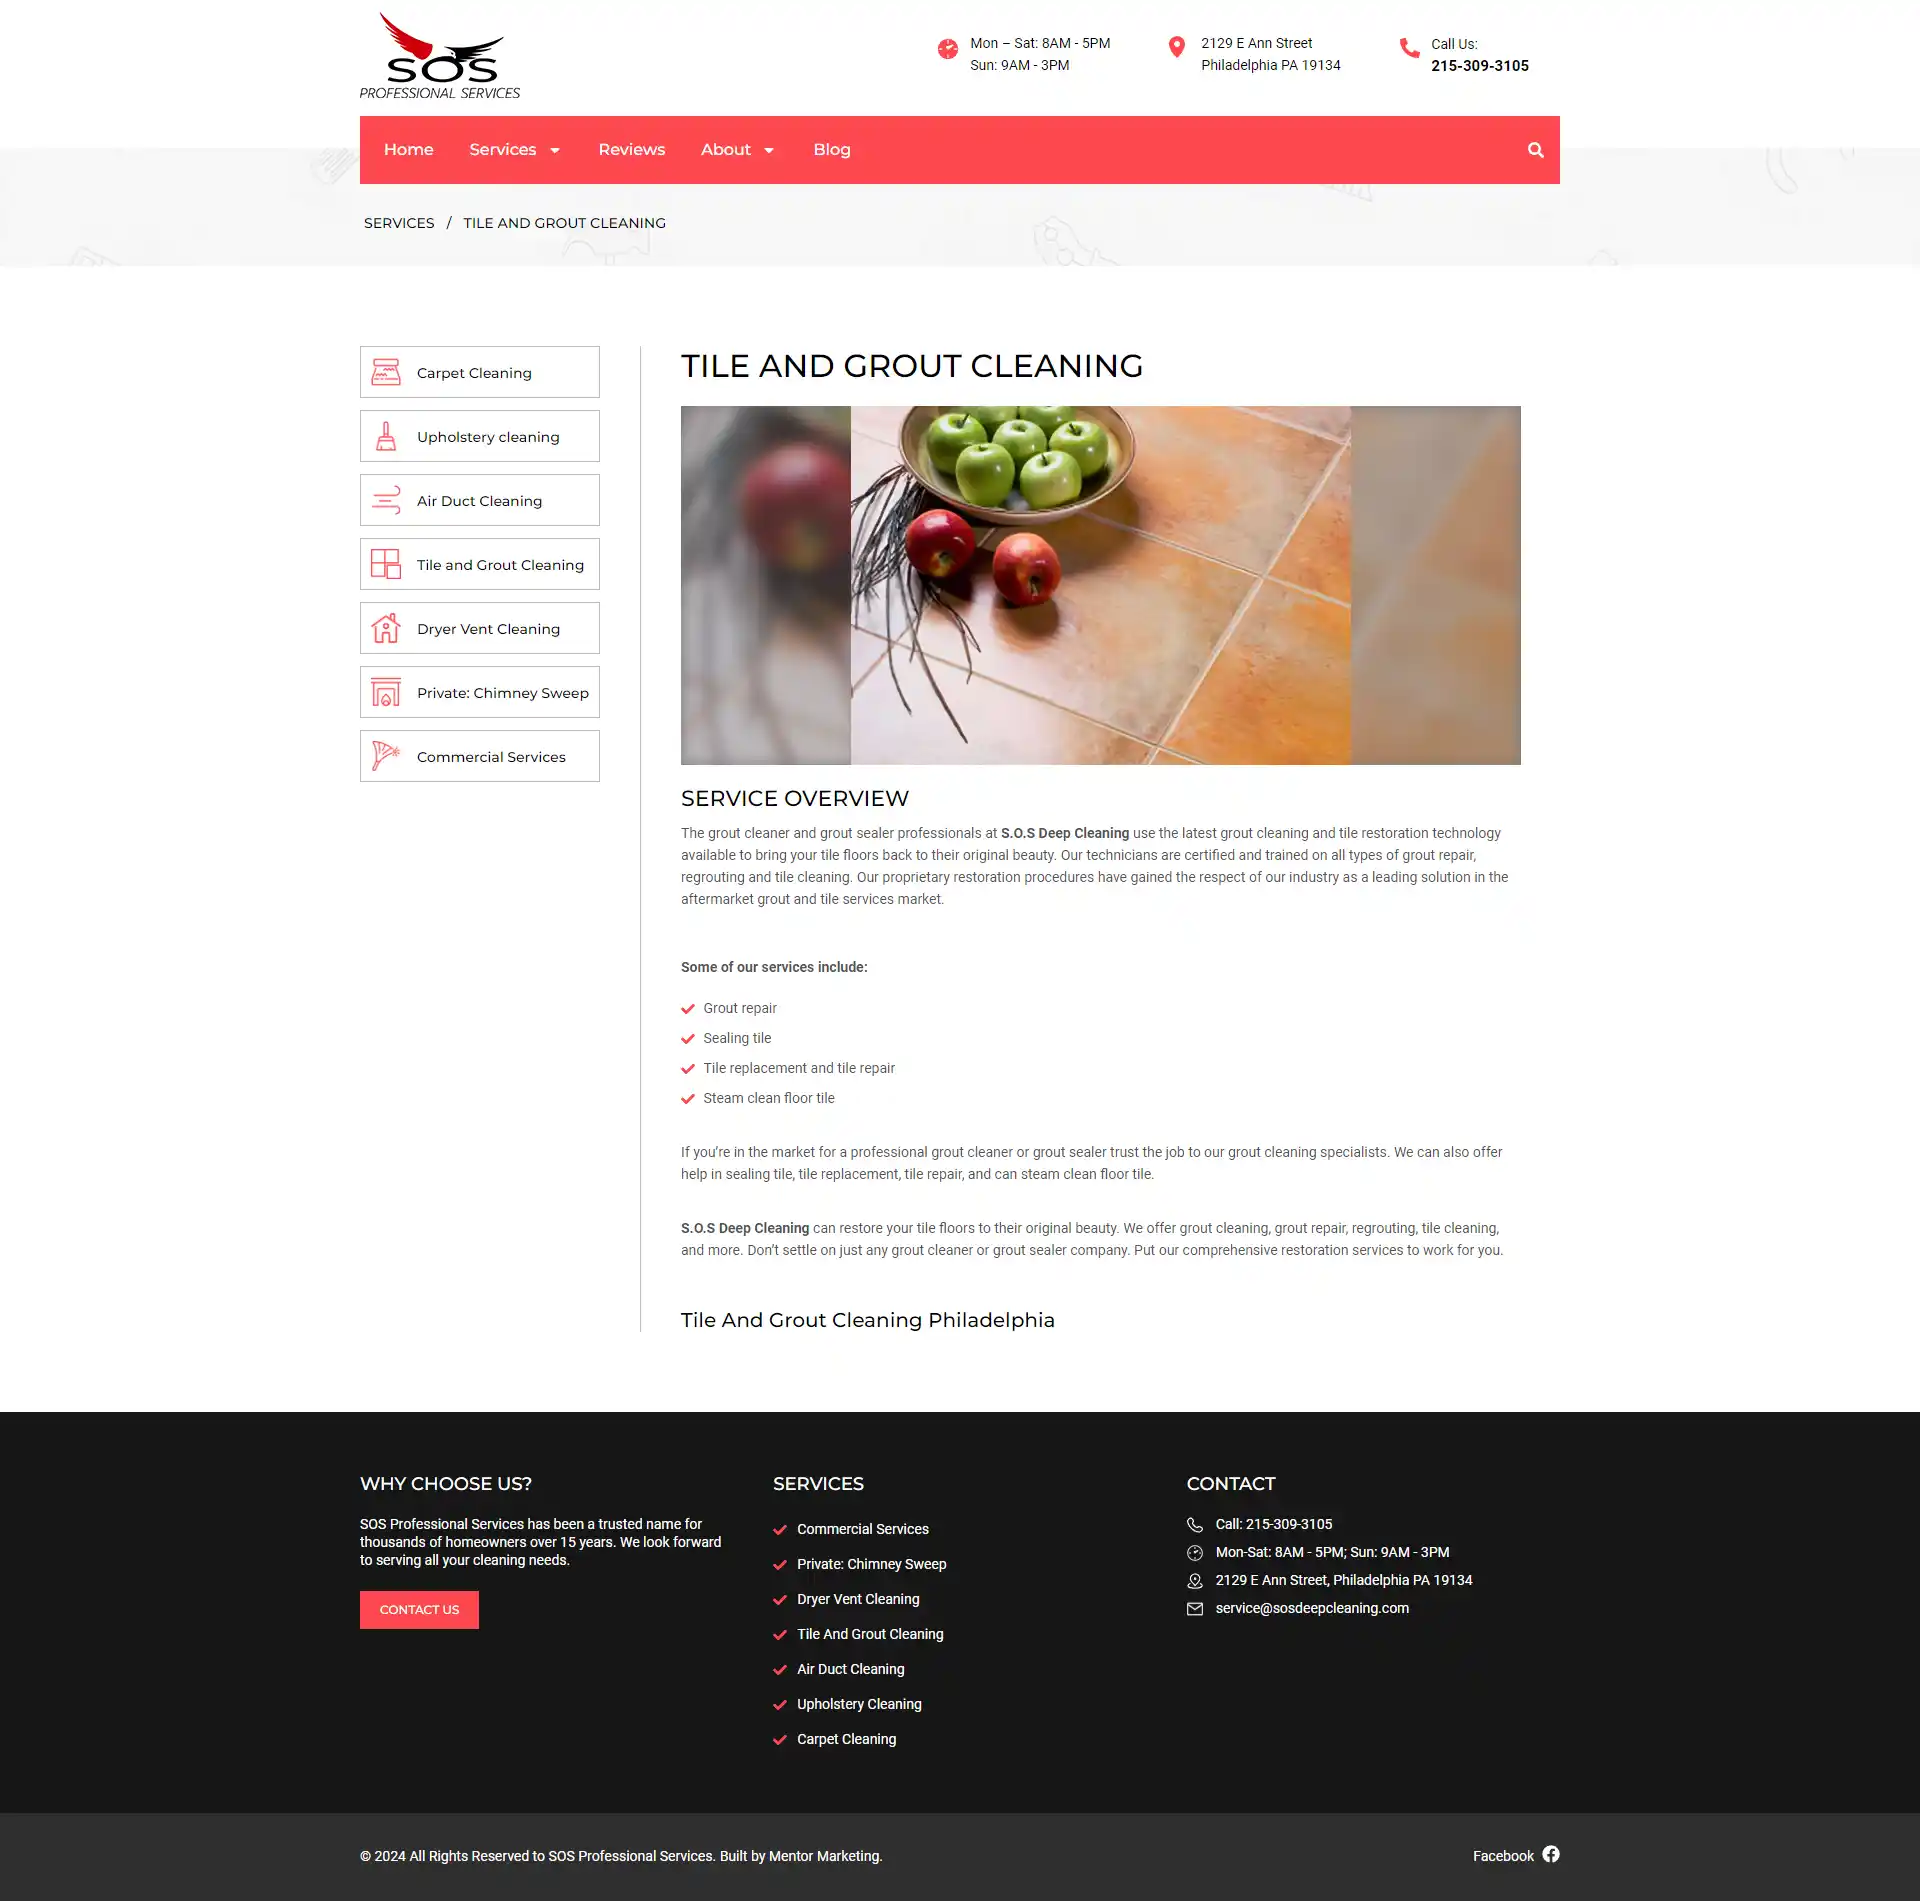 SOS
PROFESSIONAL SERVICES
Mon – Sat: 8AM - 5PM
Sun: 9AM - 3PM
2129 E Ann Street
Philadelphia PA 19134
Call Us:
215-309-3105
Home Services Reviews About Blog
SERVICES / TILE AND GROUT CLEANING
Carpet Cleaning
Upholstery cleaning
Air Duct Cleaning
Tile and Grout Cleaning
Dryer Vent Cleaning
Private: Chimney Sweep
Commercial Services
TILE AND GROUT CLEANING
SERVICE OVERVIEW
The grout cleaner and grout sealer professionals at S.O.S Deep Cleaning use the latest grout cleaning and tile restoration technology
available to bring your tile floors back to their original beauty. Our technicians are certified and trained on all types of grout repair,
regrouting and tile cleaning. Our proprietary restoration procedures have gained the respect of our industry as a leading solution in the
aftermarket grout and tile services market.
Some of our services include:
Grout repair
Sealing tile
Tile replacement and tile repair
Steam clean floor tile
If you’re in the market for a professional grout cleaner or grout sealer trust the job to our grout cleaning specialists. We can also offer
help in sealing tile, tile replacement, tile repair, and can steam clean floor tile.
S.O.S Deep Cleaning can restore your tile floors to their original beauty. We offer grout cleaning, grout repair, regrouting, tile cleaning,
and more. Don’t settle on just any grout cleaner or grout sealer company. Put our comprehensive restoration services to work for you.
Tile And Grout Cleaning Philadelphia
WHY CHOOSE US?
SOS Professional Services has been a trusted name for
thousands of homeowners over 15 years. We look forward
to serving all your cleaning needs.
CONTACT US
SERVICES
Commercial Services
Private: Chimney Sweep
Dryer Vent Cleaning
Tile And Grout Cleaning
Air Duct Cleaning
Upholstery Cleaning
Carpet Cleaning
CONTACT
Call: 215-309-3105
Mon-Sat: 8AM - 5PM; Sun: 9AM - 3PM
2129 E Ann Street, Philadelphia PA 19134
service@sosdeepcleaning.com
© 2024 All Rights Reserved to SOS Professional Services. Built by Mentor Marketing.
Facebook